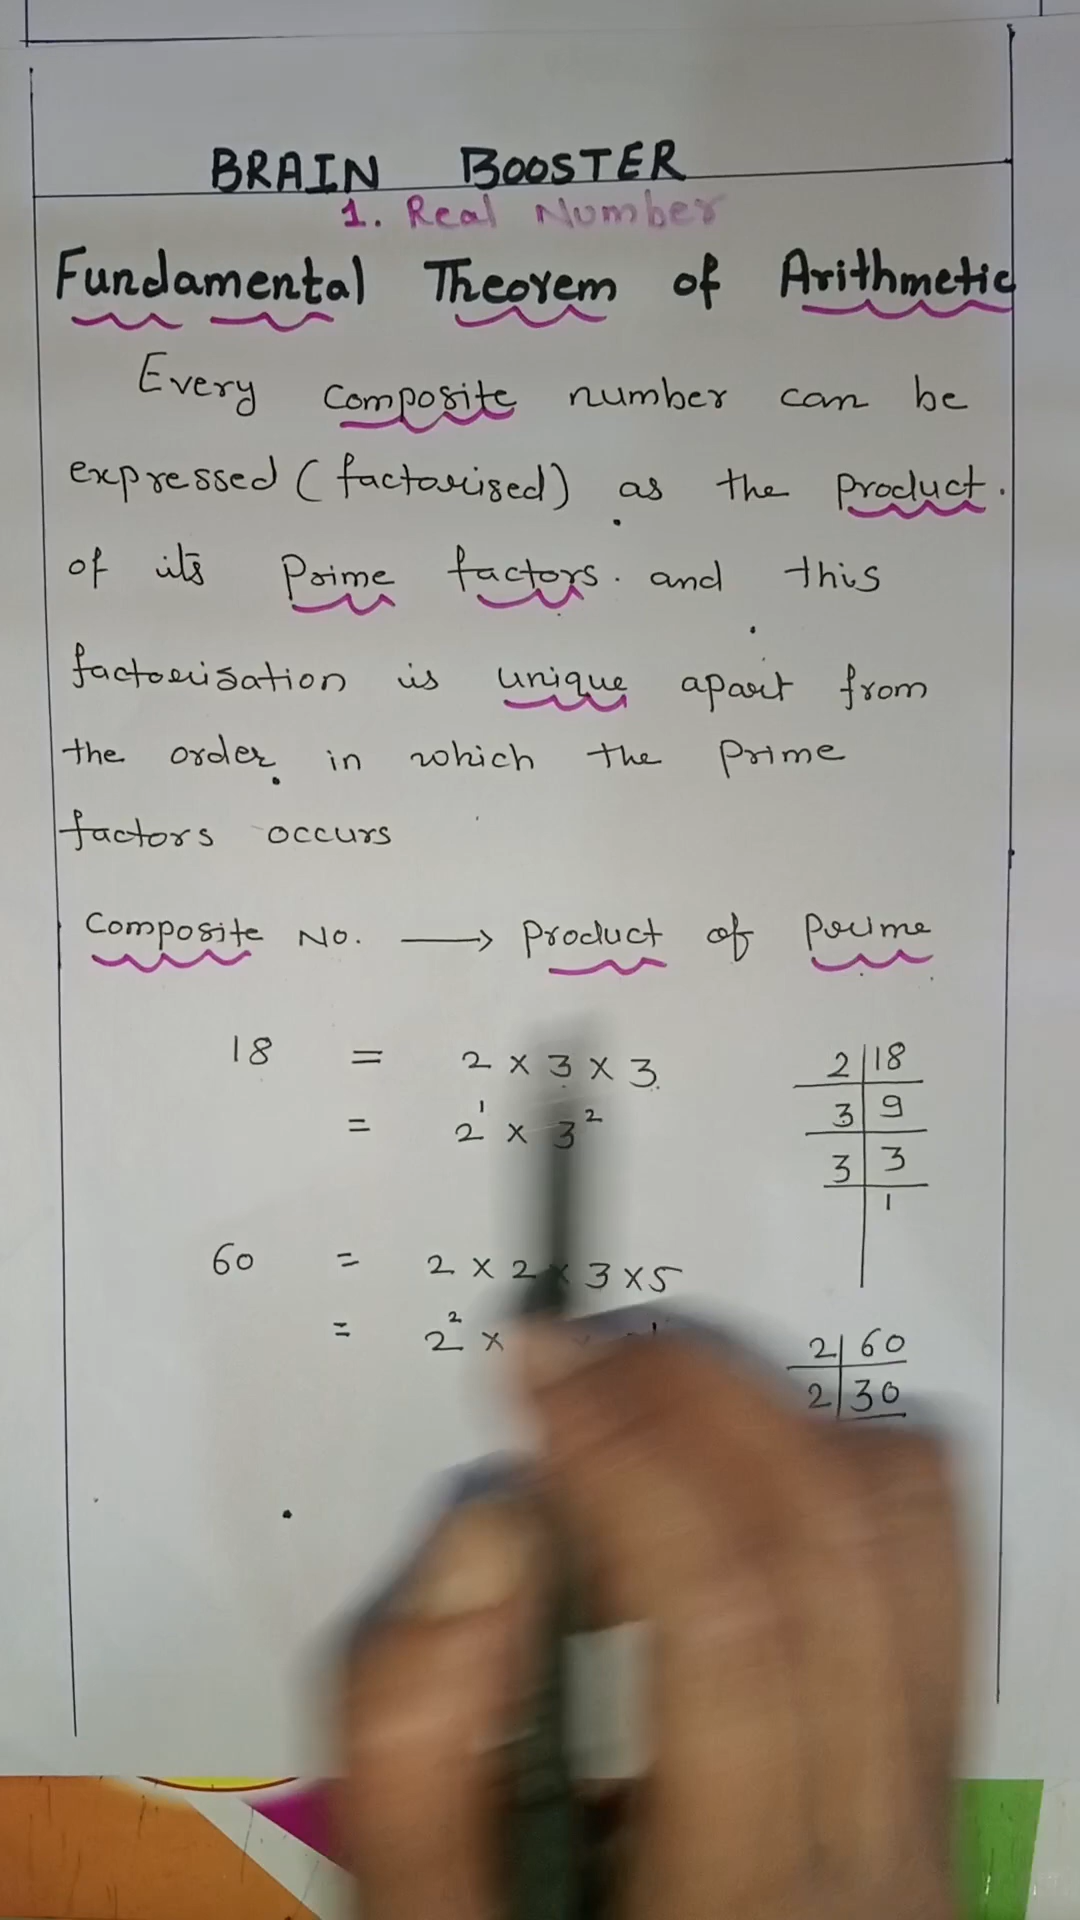 BRAIN BOOSTER
1. Real Number
Fundamental Theorem of Arithmetic
Every composite number can be
expressed (factorised) as the product.
of its Prime factors. and this
factorisation is unique apart from
the order in which the prime
factors occurs
Composite No. → Product of Prime
18 = 2 × 3 × 3
= 2¹ × 3²
2 | 18
3 | 9
3 | 3
1
60 = 2 × 2 × 3 × 5
= 2² ×
2 | 60
2 | 30